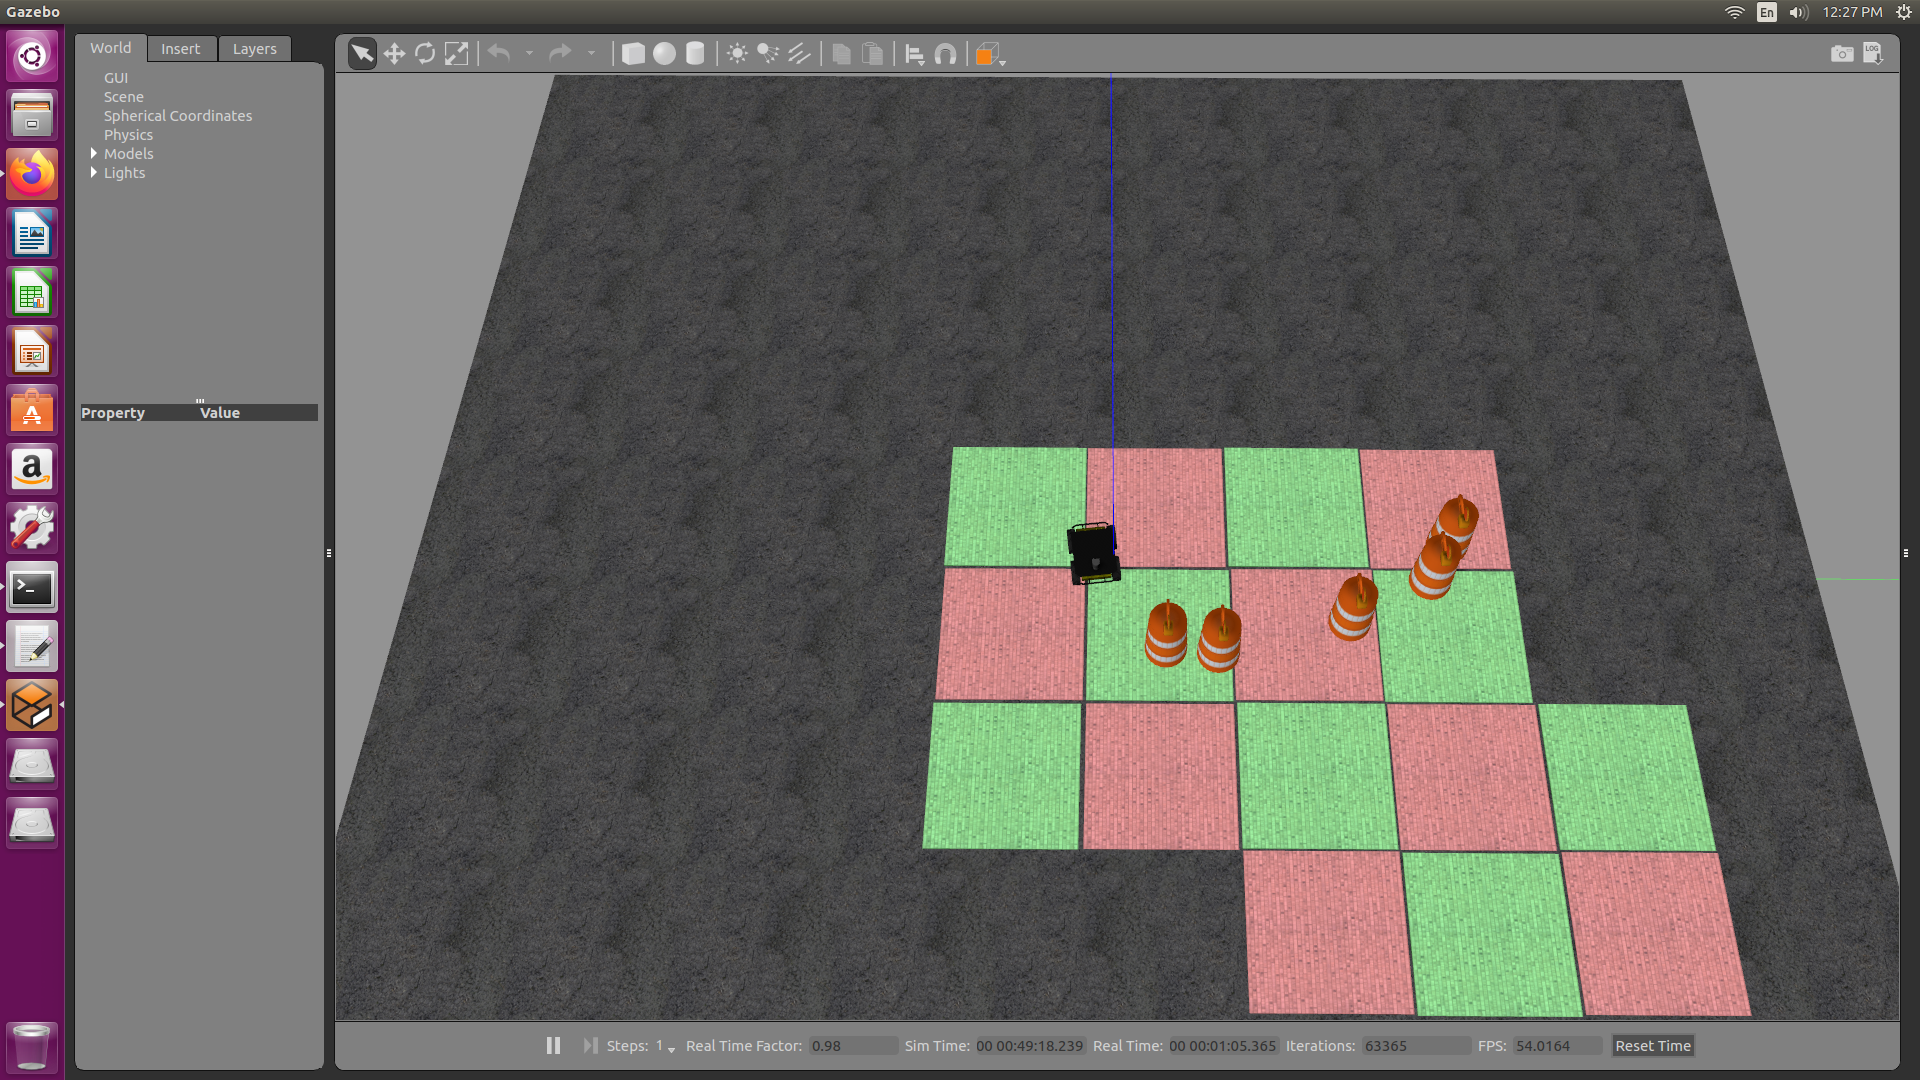 Gazebo
En
12:27 PM
World
Insert
Layers
LOG
GUI
Scene
Spherical Coordinates
Physics
Models
Lights
Property
Value
a
Steps: 1
Real Time Factor: 0.98
Sim Time: 00 00:49:18.239
Real Time: 00 00:01:05.365
Iterations: 63365
FPS: 54.0164
Reset Time